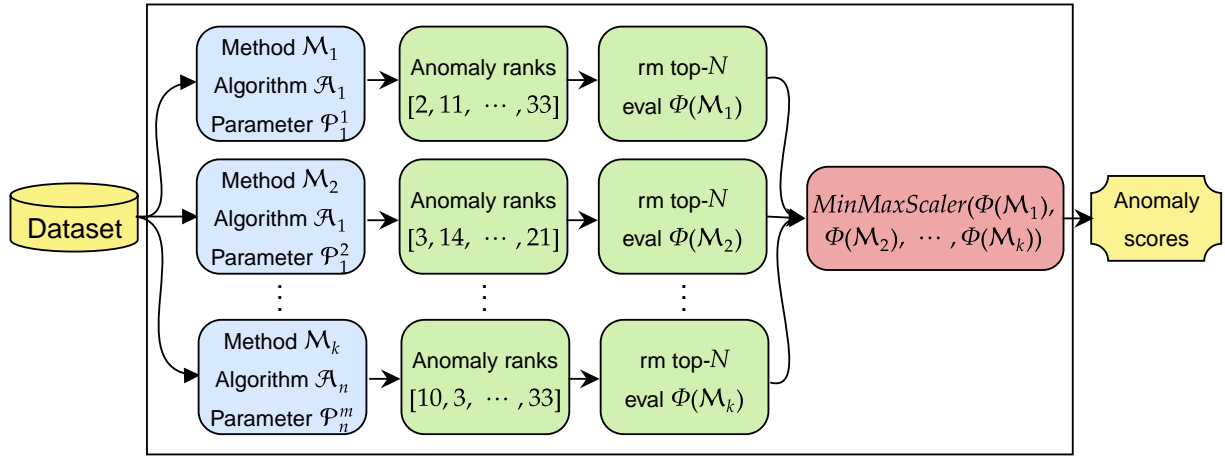 Dataset
Method ℳ₁
Algorithm 𝒜₁
Parameter 𝒫₁¹
Anomaly ranks
[2, 11, ⋯ , 33]
rm top-N
eval Φ(ℳ₁)
Method ℳ₂
Algorithm 𝒜₁
Parameter 𝒫₁²
Anomaly ranks
[3, 14, ⋯ , 21]
rm top-N
eval Φ(ℳ₂)
⋮ ⋮ ⋮
Method ℳₖ
Algorithm 𝒜ₙ
Parameter 𝒫ₙᵐ
Anomaly ranks
[10, 3, ⋯ , 33]
rm top-N
eval Φ(ℳₖ)
MinMaxScaler(Φ(ℳ₁),
Φ(ℳ₂), ⋯ , Φ(ℳₖ))
Anomaly
scores